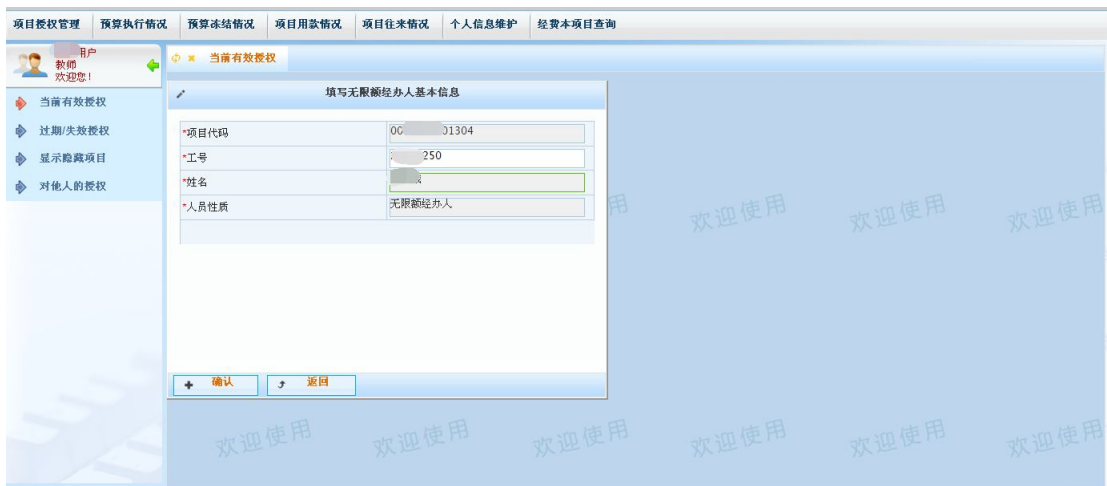 项目授权管理 预算执行情况 预算冻结情况 项目用款情况 项目往来情况 个人信息维护 经费本项目查询
用户
教师
欢迎您!
当前有效授权
当前有效授权
过期/失效授权
显示隐藏项目
对他人的授权
填写无限额经办人基本信息
*项目代码 00 01304
*工号 250
*姓名
*人员性质 无限额经办人
确认 返回
用 欢迎使用 欢迎使用 欢迎使用
欢迎使用 欢迎使用 欢迎使用 欢迎使用 欢迎使用 欢迎使用